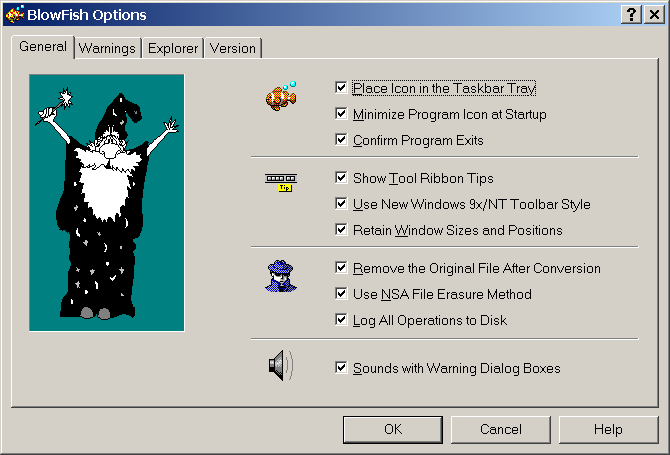 BlowFish Options
General Warnings Explorer Version
Place Icon in the Taskbar Tray
Minimize Program Icon at Startup
Confirm Program Exits
Show Tool Ribbon Tips
Tip
Use New Windows 9x/NT Toolbar Style
Retain Window Sizes and Positions
Remove the Original File After Conversion
Use NSA File Erasure Method
Log All Operations to Disk
Sounds with Warning Dialog Boxes
OK Cancel Help